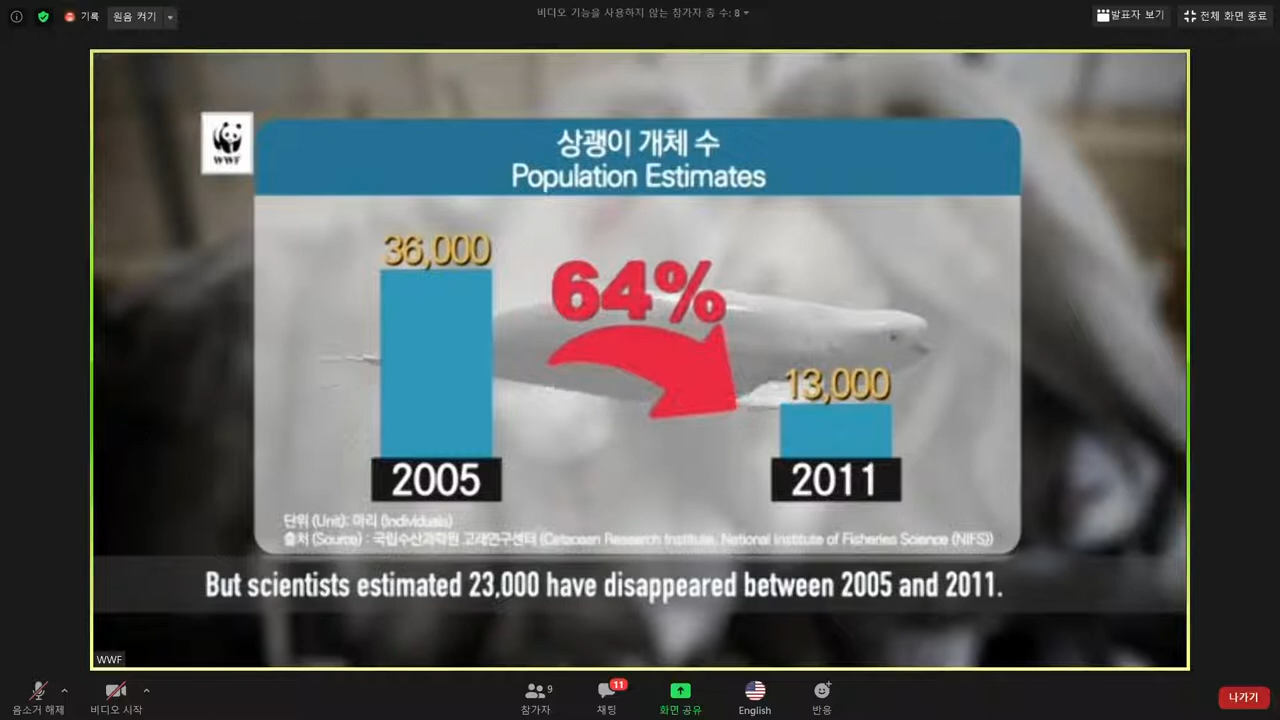 기록
원음 켜기
비디오 기능을 사용하지 않는 참가자 총 수: 8
발표자 보기
전체 화면 종료
WWF
상괭이 개체 수
Population Estimates
36,000
64%
13,000
2005
2011
단위 (Unit): 마리 (Individuals)
출처 (Source) : 국립수산과학원 고래연구센터 (Cetacean Research Institute, National Institute of Fisheries Science (NIFS))
But scientists estimated 23,000 have disappeared between 2005 and 2011.
WWF
음소거 해제
비디오 시작
9
참가자
11
채팅
화면 공유
English
반응
나가기